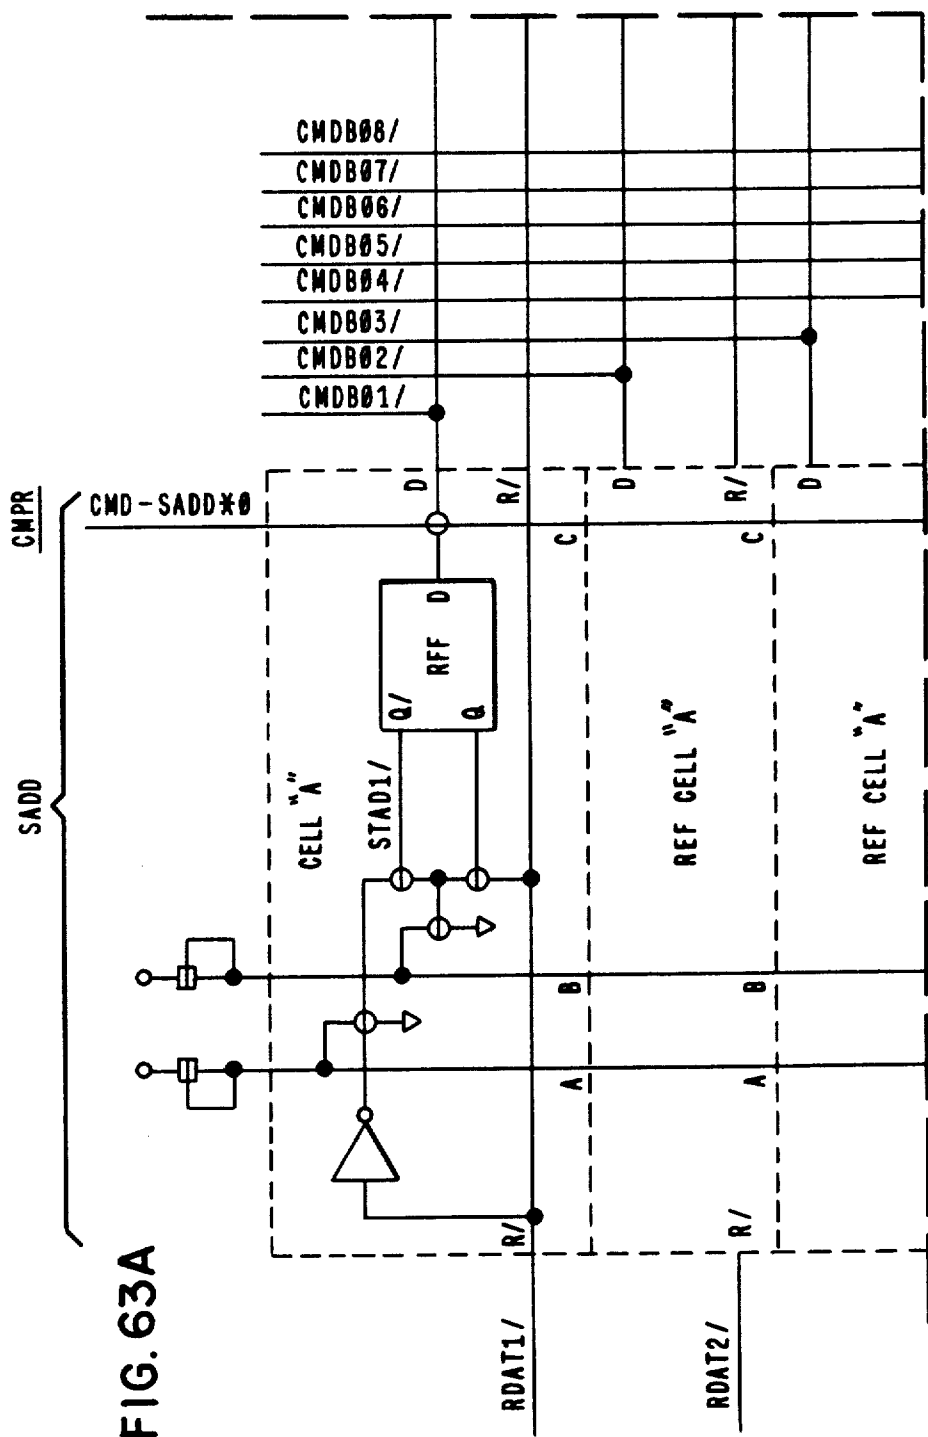 FIG. 63A
SADD
CMPR
CMD-SADD*0
CMDB01/
CMDB02/
CMDB03/
CMDB04/
CMDB05/
CMDB06/
CMDB07/
CMDB08/
CELL "A"
STAD1/
Q/
Q
RFF
D
D
R/
R/
RDAT1/
A
B
C
REF CELL "A"
D
R/
R/
RDAT2/
A
B
C
REF CELL "A"
D